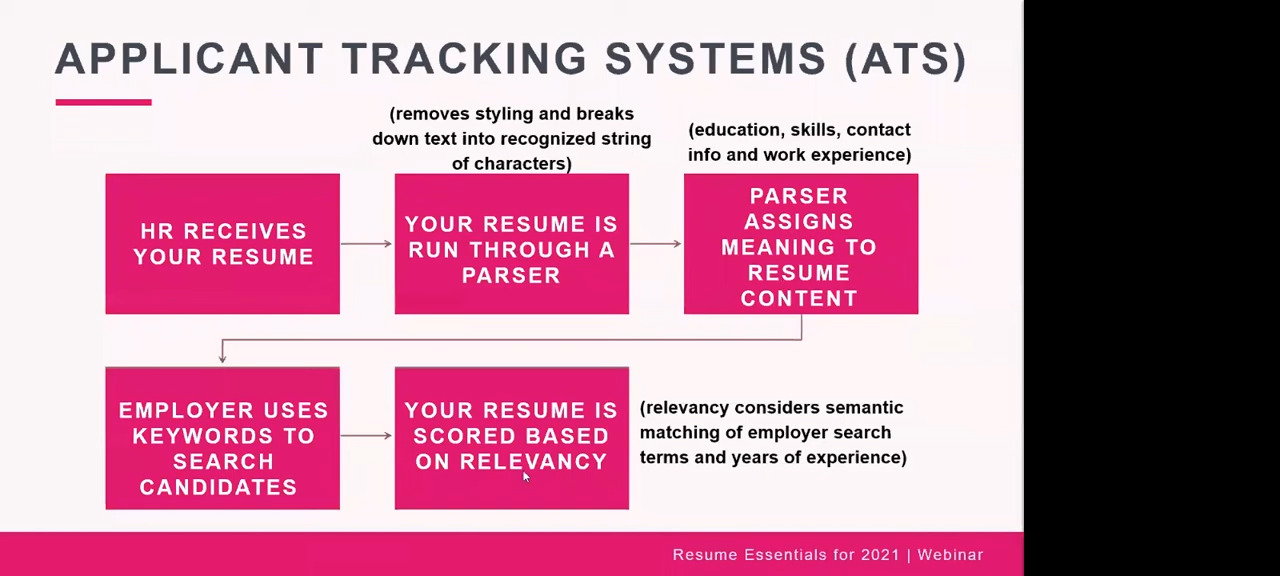 APPLICANT TRACKING SYSTEMS (ATS)
(removes styling and breaks
down text into recognized string
of characters)
(education, skills, contact
info and work experience)
HR RECEIVES
YOUR RESUME
YOUR RESUME IS
RUN THROUGH A
PARSER
PARSER
ASSIGNS
MEANING TO
RESUME
CONTENT
EMPLOYER USES
KEYWORDS TO
SEARCH
CANDIDATES
YOUR RESUME IS
SCORED BASED
ON RELEVANCY
(relevancy considers semantic
matching of employer search
terms and years of experience)
Resume Essentials for 2021 | Webinar